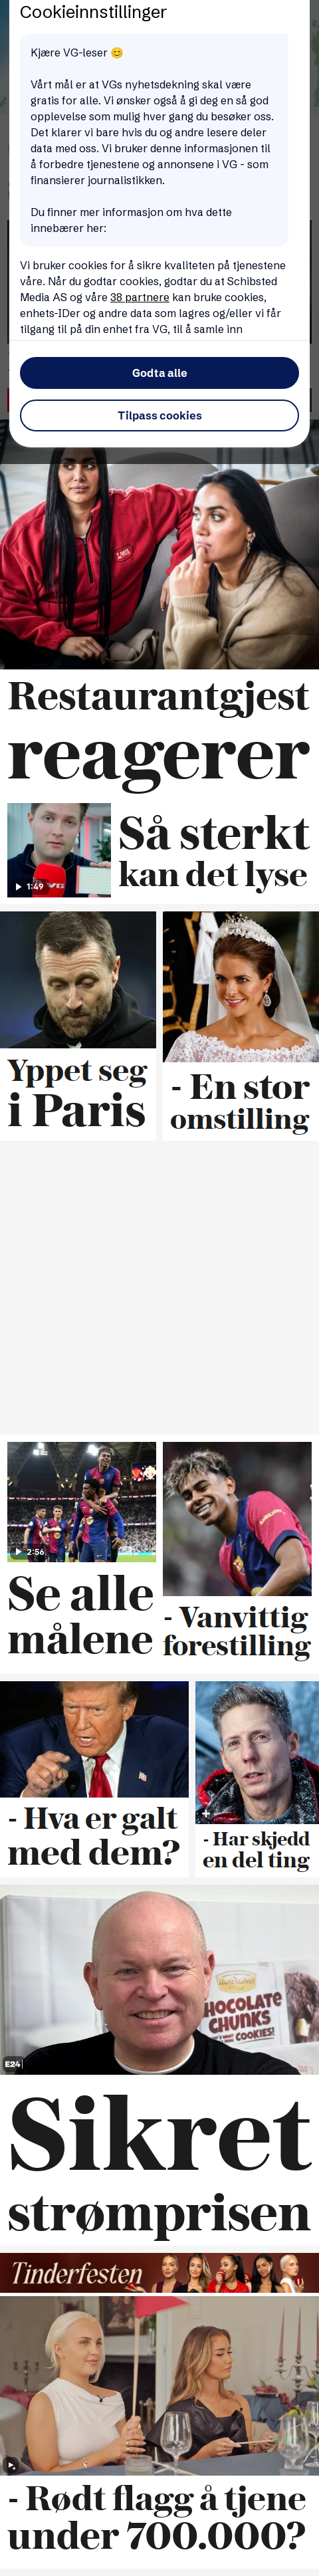 Cookieinnstillinger
Kjære VG-leser 😊
Vårt mål er at VGs nyhetsdekning skal være
gratis for alle. Vi ønsker også å gi deg en så god
opplevelse som mulig hver gang du besøker oss.
Det klarer vi bare hvis du og andre lesere deler
data med oss. Vi bruker denne informasjonen til
å forbedre tjenestene og annonsene i VG - som
finansierer journalistikken.
Du finner mer informasjon om hva dette
innebærer her:
Vi bruker cookies for å sikre kvaliteten på tjenestene
våre. Når du godtar cookies, godtar du at Schibsted
Media AS og våre 38 partnere kan bruke cookies,
enhets-IDer og andre data som lagres og/eller vi får
tilgang til på din enhet fra VG, til å samle inn
Godta alle
Tilpass cookies
Restaurantgjest
reagerer
1:49
Så sterkt
kan det lyse
Yppet seg
i Paris
- En stor
omstilling
2:56
Se alle
målene
- Vanvittig
forestilling
- Hva er galt
med dem?
- Har skjedd
en del ting
CHOCOLATE
CHUNKS
E24
Sikret
strømprisen
Tinderfesten
- Rødt flagg å tjene
under 700.000?